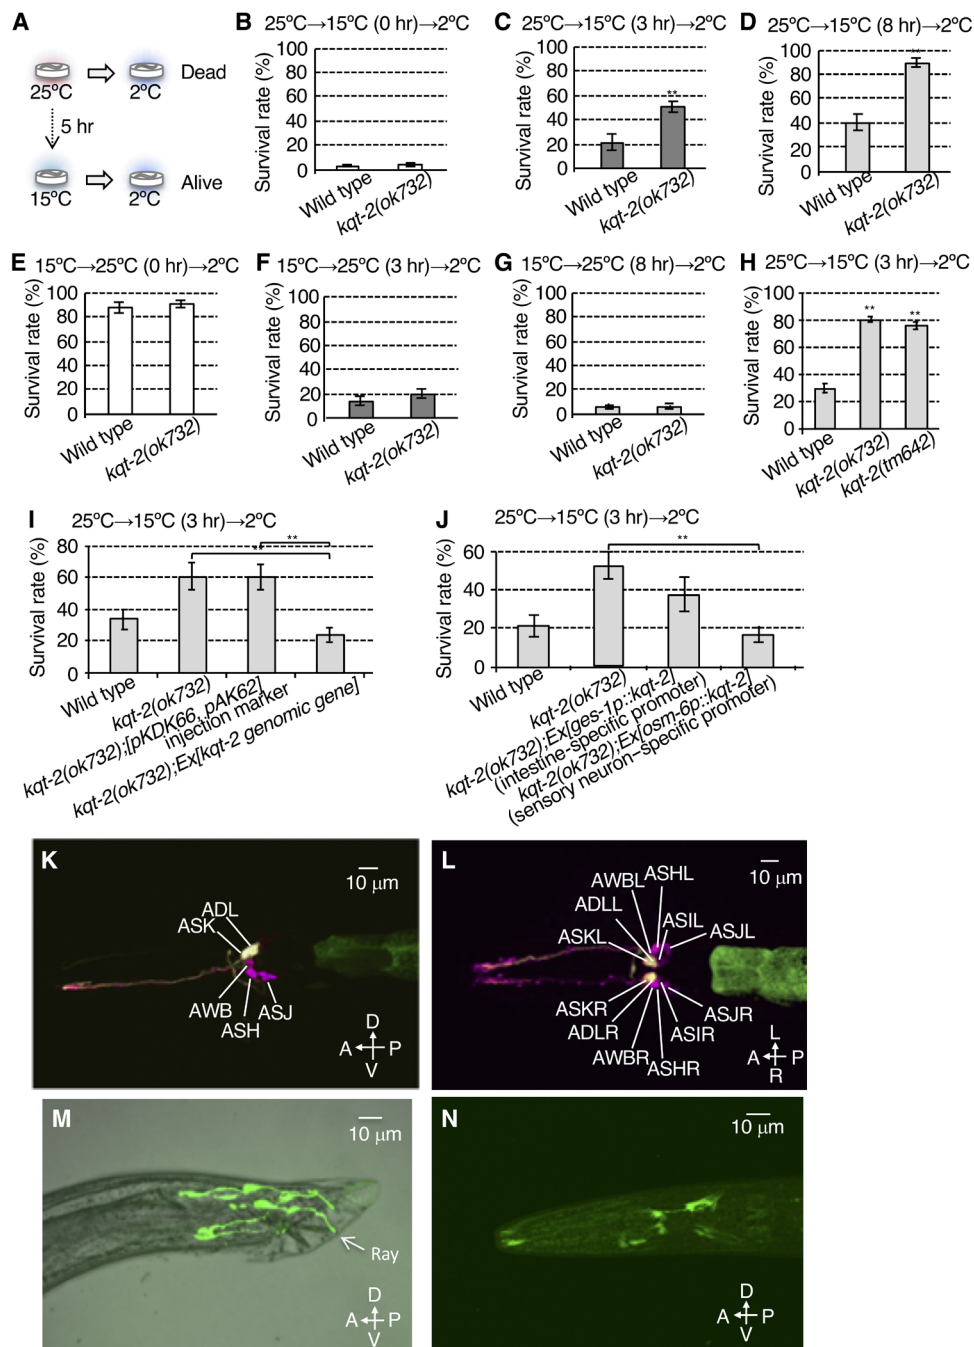 A
25ºC
2ºC
Dead
5 hr
15ºC
2ºC
Alive
B 25ºC→15ºC (0 hr)→2ºC
Survival rate (%)
100
80
60
40
20
0
Wild type
kqt-2(ok732)
C 25ºC→15ºC (3 hr)→2ºC
Survival rate (%)
100
80
60
40
20
0
**
Wild type
kqt-2(ok732)
D 25ºC→15ºC (8 hr)→2ºC
Survival rate (%)
100
80
60
40
20
0
**
Wild type
kqt-2(ok732)
E 15ºC→25ºC (0 hr)→2ºC
Survival rate (%)
100
80
60
40
20
0
Wild type
kqt-2(ok732)
F 15ºC→25ºC (3 hr)→2ºC
Survival rate (%)
100
80
60
40
20
0
Wild type
kqt-2(ok732)
G 15ºC→25ºC (8 hr)→2ºC
Survival rate (%)
100
80
60
40
20
0
Wild type
kqt-2(ok732)
H 25ºC→15ºC (3 hr)→2ºC
Survival rate (%)
100
80
60
40
20
0
**
**
Wild type
kqt-2(ok732)
kqt-2(tm642)
I 25ºC→15ºC (3 hr)→2ºC
Survival rate (%)
80
60
40
20
0
**
**
Wild type
kqt-2(ok732)
kqt-2(ok732);[pKDK66, pAK62]
injection marker
kqt-2(ok732);Ex[kqt-2 genomic gene]
J 25ºC→15ºC (3 hr)→2ºC
Survival rate (%)
60
40
20
0
**
Wild type
kqt-2(ok732)
kqt-2(ok732);Ex[ges-1p::kqt-2]
(intestine-specific promoter)
kqt-2(ok732);Ex[osm-6p::kqt-2]
(sensory neuron-specific promoter)
K
10 μm
ADL
ASK
AWB
ASH
ASJ
D
A P
V
L
10 μm
ASHL
AWBL
ADLL
ASIL
ASKL
ASJL
ASKR
ASJR
ADLR
ASIR
AWBR
ASHR
L
A P
R
M
10 μm
Ray
D
A P
V
N
10 μm
D
A P
V